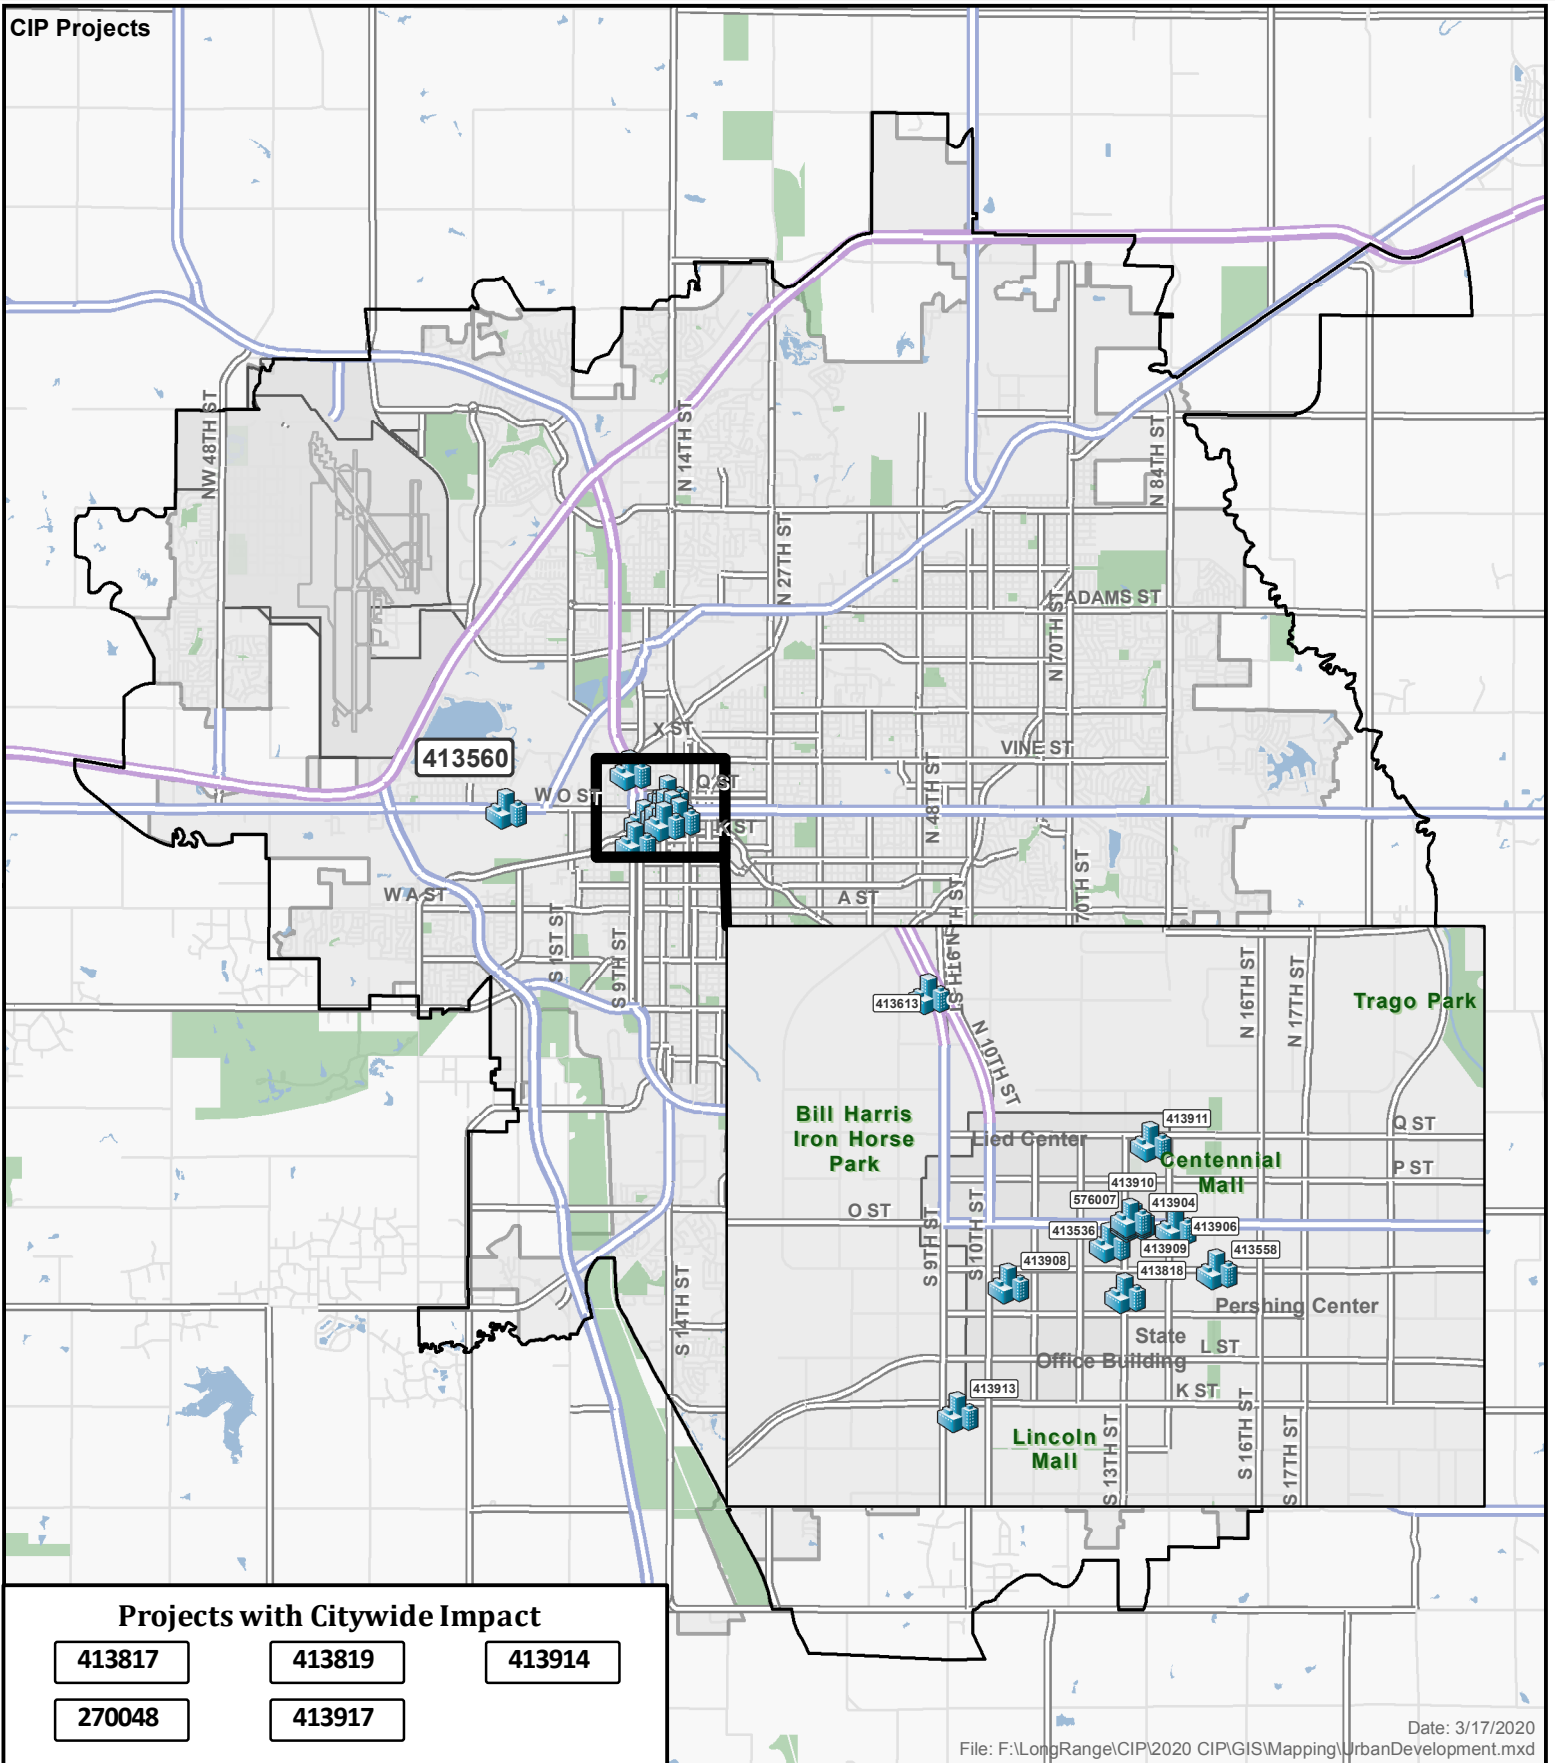 CIP Projects
NW 48TH ST
N 14TH ST
N 84TH ST
N 27TH ST
ADAMS ST
N 70TH ST
X ST
VINE ST
413560
W O ST
Q ST
K ST
N 48TH ST
W A ST
A ST
70TH ST
S 1ST ST
S 9TH ST
S 14TH ST
N 9TH ST
N 16TH ST
N 17TH ST
413613
Trago Park
N 10TH ST
Bill Harris
Iron Horse
Park
413911
Lied Center
Q ST
Centennial
Mall
P ST
413910
576007
413904
O ST
413536
413906
413909
413558
S 9TH ST
S 10TH ST
413908
413818
Pershing Center
State
Office Building
L ST
K ST
413913
Lincoln
Mall
S 13TH ST
S 16TH ST
S 17TH ST
Projects with Citywide Impact
413817
413819
413914
270048
413917
Date: 3/17/2020
File: F:\LongRange\CIP\2020 CIP\GIS\Mapping\UrbanDevelopment.mxd